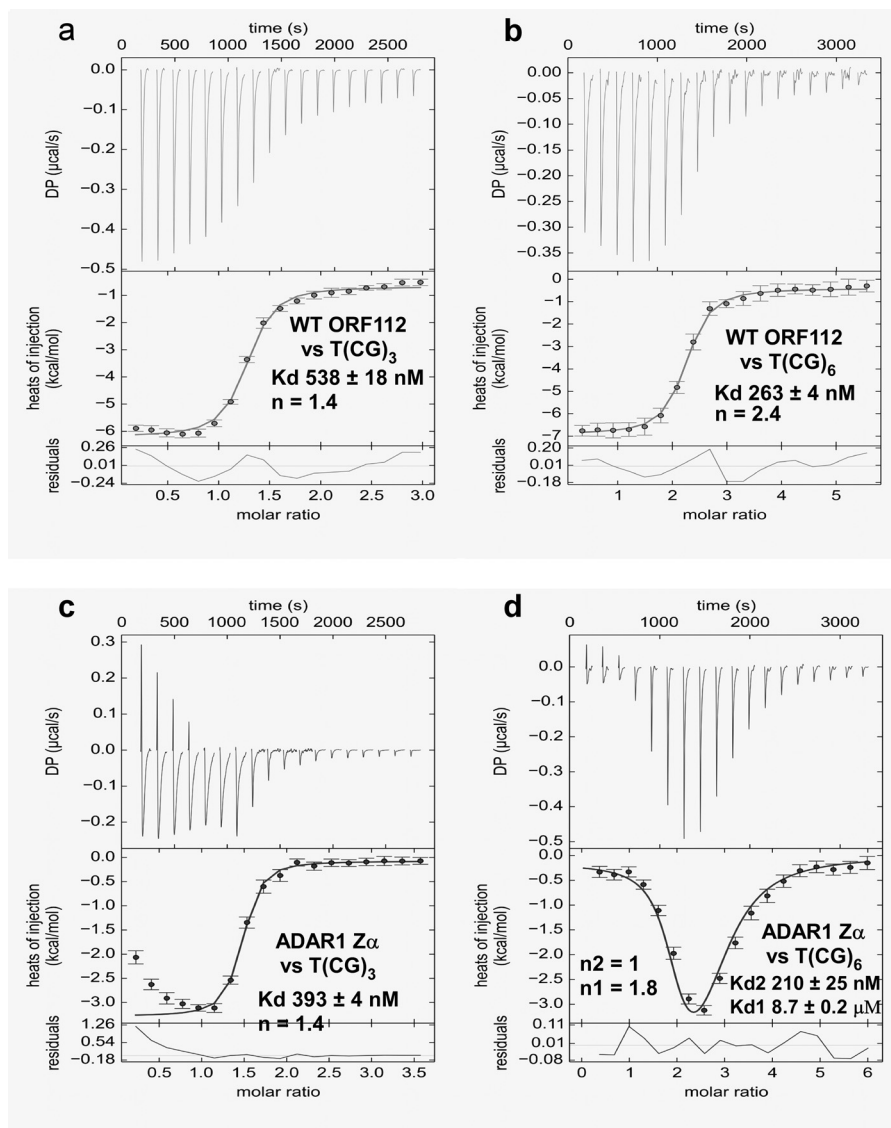 a
time (s)
0 500 1000 1500 2000 2500
0.0
−0.1
−0.2
−0.3
−0.4
−0.5
DP (µcal/s)
−1
−2
−3
−4
−5
−6
heats of injection
(kcal/mol)
WT ORF112
vs T(CG)3
Kd 538 ± 18 nM
n = 1.4
0.26
0.01
−0.24
residuals
0.5 1.0 1.5 2.0 2.5 3.0
molar ratio
b
time (s)
0 1000 2000 3000
0.00
−0.05
−0.10
−0.15
−0.20
−0.25
−0.30
−0.35
DP (µcal/s)
0
−1
−2
−3
−4
−5
−6
−7
heats of injection
(kcal/mol)
WT ORF112
vs T(CG)6
Kd 263 ± 4 nM
n = 2.4
0.20
0.01
−0.18
residuals
1 2 3 4 5
molar ratio
c
time (s)
0 500 1000 1500 2000 2500
0.3
0.2
0.1
0.0
−0.1
−0.2
DP (µcal/s)
0.0
−0.5
−1.0
−2.0
−2.0
−3.0
heats of injection
(kcal/mol)
ADAR1 Zα
vs T(CG)3
Kd 393 ± 4 nM
n = 1.4
1.26
0.54
−0.18
residuals
0.5 1.0 1.5 2.0 2.5 3.0 3.5
molar ratio
d
time (s)
0 1000 2000 3000
0.0
−0.1
−0.2
−0.3
−0.4
−0.5
DP (µcal/s)
0.0
−0.5
−1.0
−1.5
−2.0
−2.5
−3.0
heats of injection
(kcal/mol)
ADAR1 Zα
vs T(CG)6
n2 = 1
n1 = 1.8
Kd2 210 ± 25 nM
Kd1 8.7 ± 0.2 µM
0.11
0.01
−0.08
residuals
0 1 2 3 4 5 6
molar ratio